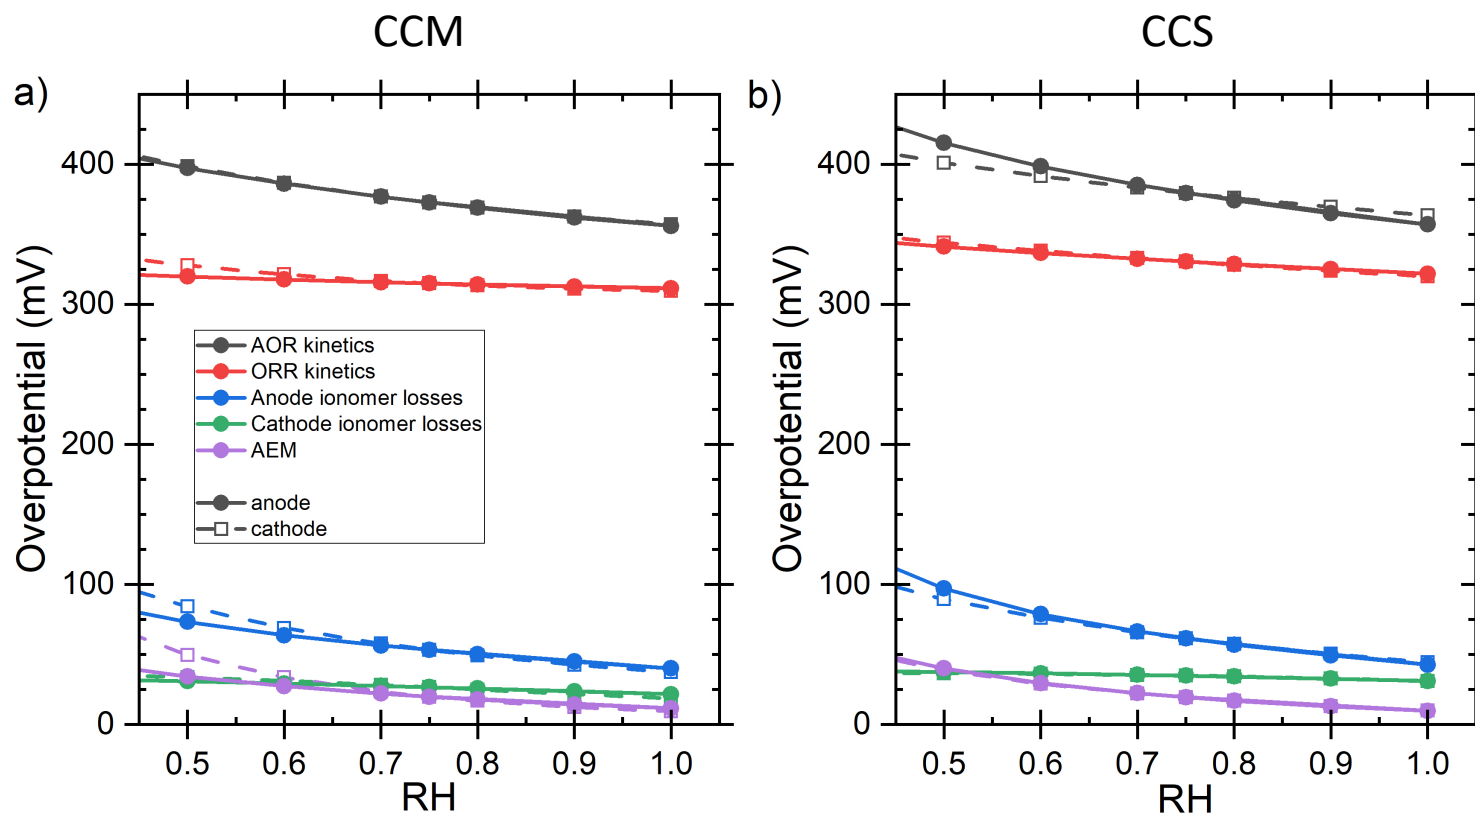 CCM
CCS
a)
b)
Overpotential (mV)
400
300
200
100
0
AOR kinetics
ORR kinetics
Anode ionomer losses
Cathode ionomer losses
AEM
anode
cathode
0.5 0.6 0.7 0.8 0.9 1.0
RH
Overpotential (mV)
400
300
200
100
0
0.5 0.6 0.7 0.8 0.9 1.0
RH